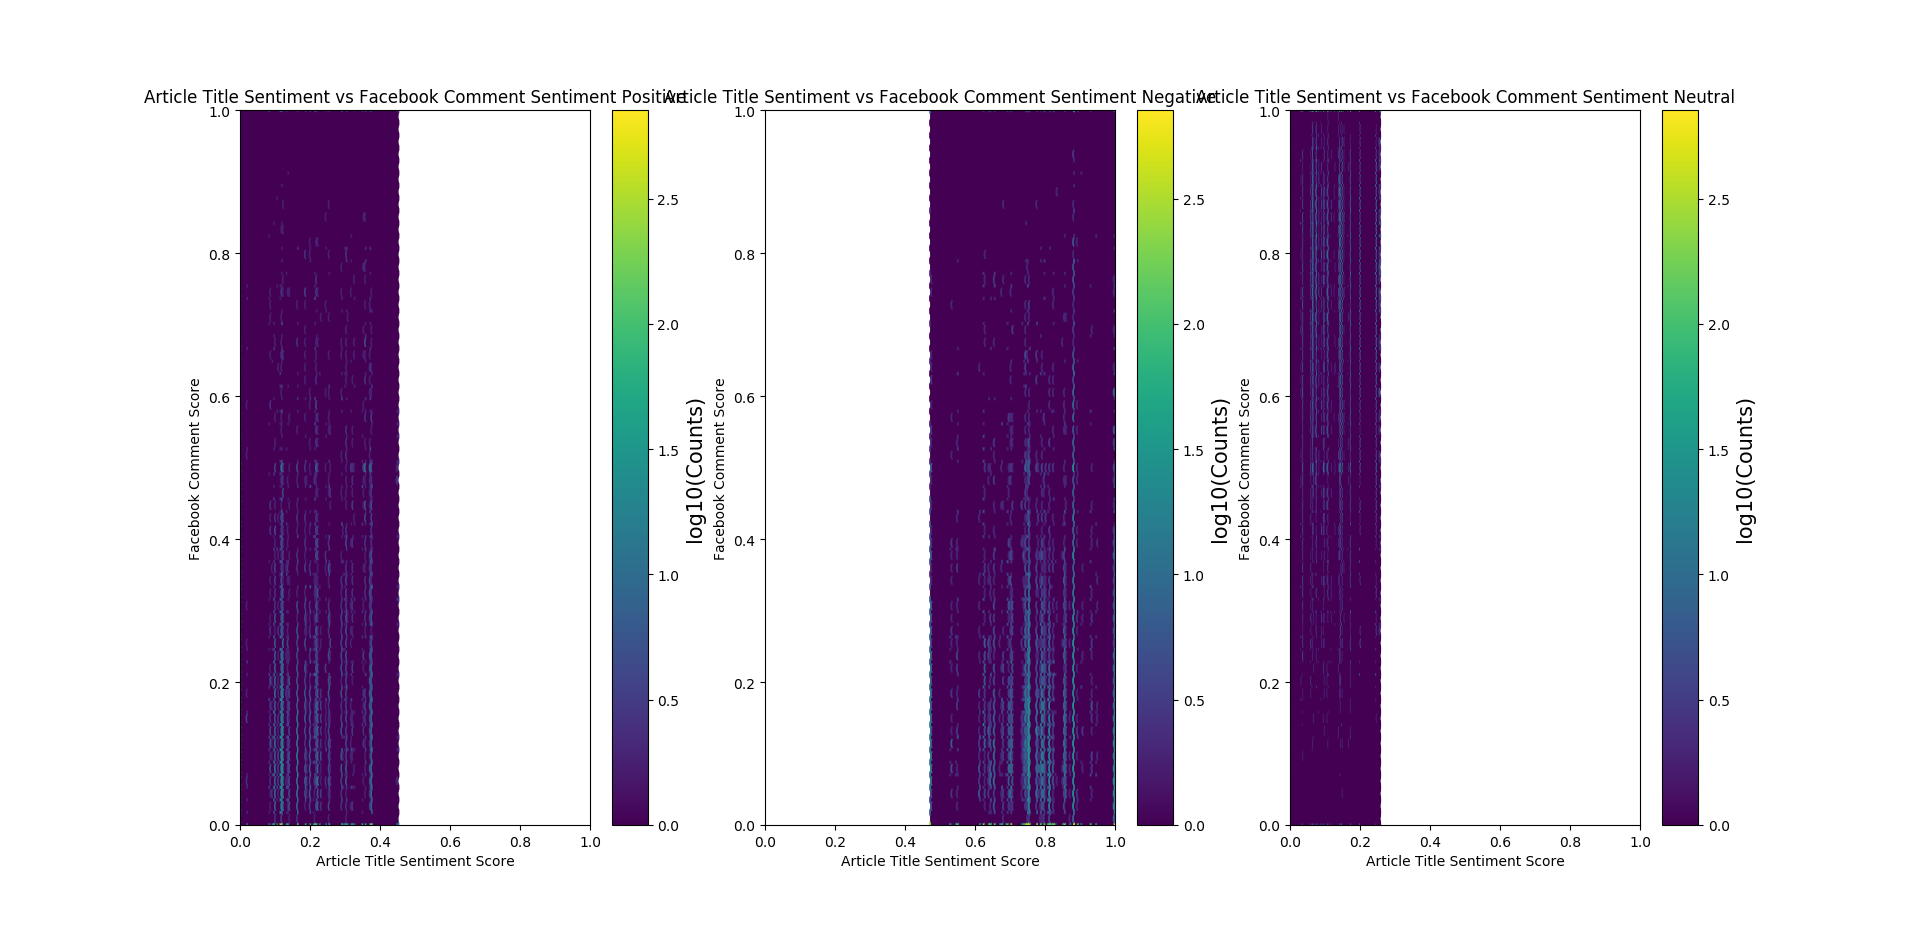 Article Title Sentiment vs Facebook Comment Sentiment Positive
Article Title Sentiment vs Facebook Comment Sentiment Negative
Article Title Sentiment vs Facebook Comment Sentiment Neutral
1.0
0.8
0.6
0.4
0.2
0.0
Facebook Comment Score
0.0 0.2 0.4 0.6 0.8 1.0
Article Title Sentiment Score
2.5
2.0
1.5
1.0
0.5
0.0
log10(Counts)
1.0
0.8
0.6
0.4
0.2
0.0
Facebook Comment Score
0.0 0.2 0.4 0.6 0.8 1.0
Article Title Sentiment Score
2.5
2.0
1.5
1.0
0.5
0.0
log10(Counts)
1.0
0.8
0.6
0.4
0.2
0.0
Facebook Comment Score
0.0 0.2 0.4 0.6 0.8 1.0
Article Title Sentiment Score
2.5
2.0
1.5
1.0
0.5
0.0
log10(Counts)